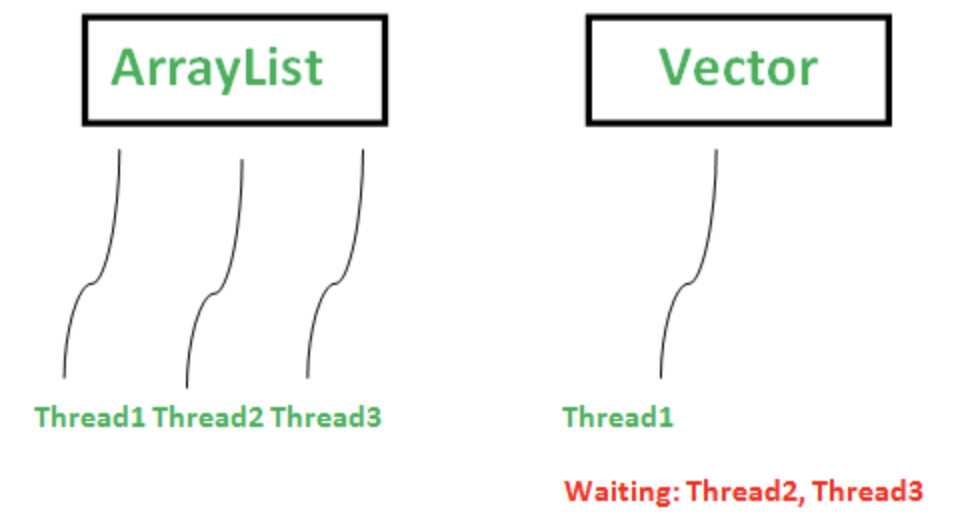 ArrayList
Vector
Thread1 Thread2 Thread3
Thread1
Waiting: Thread2, Thread3